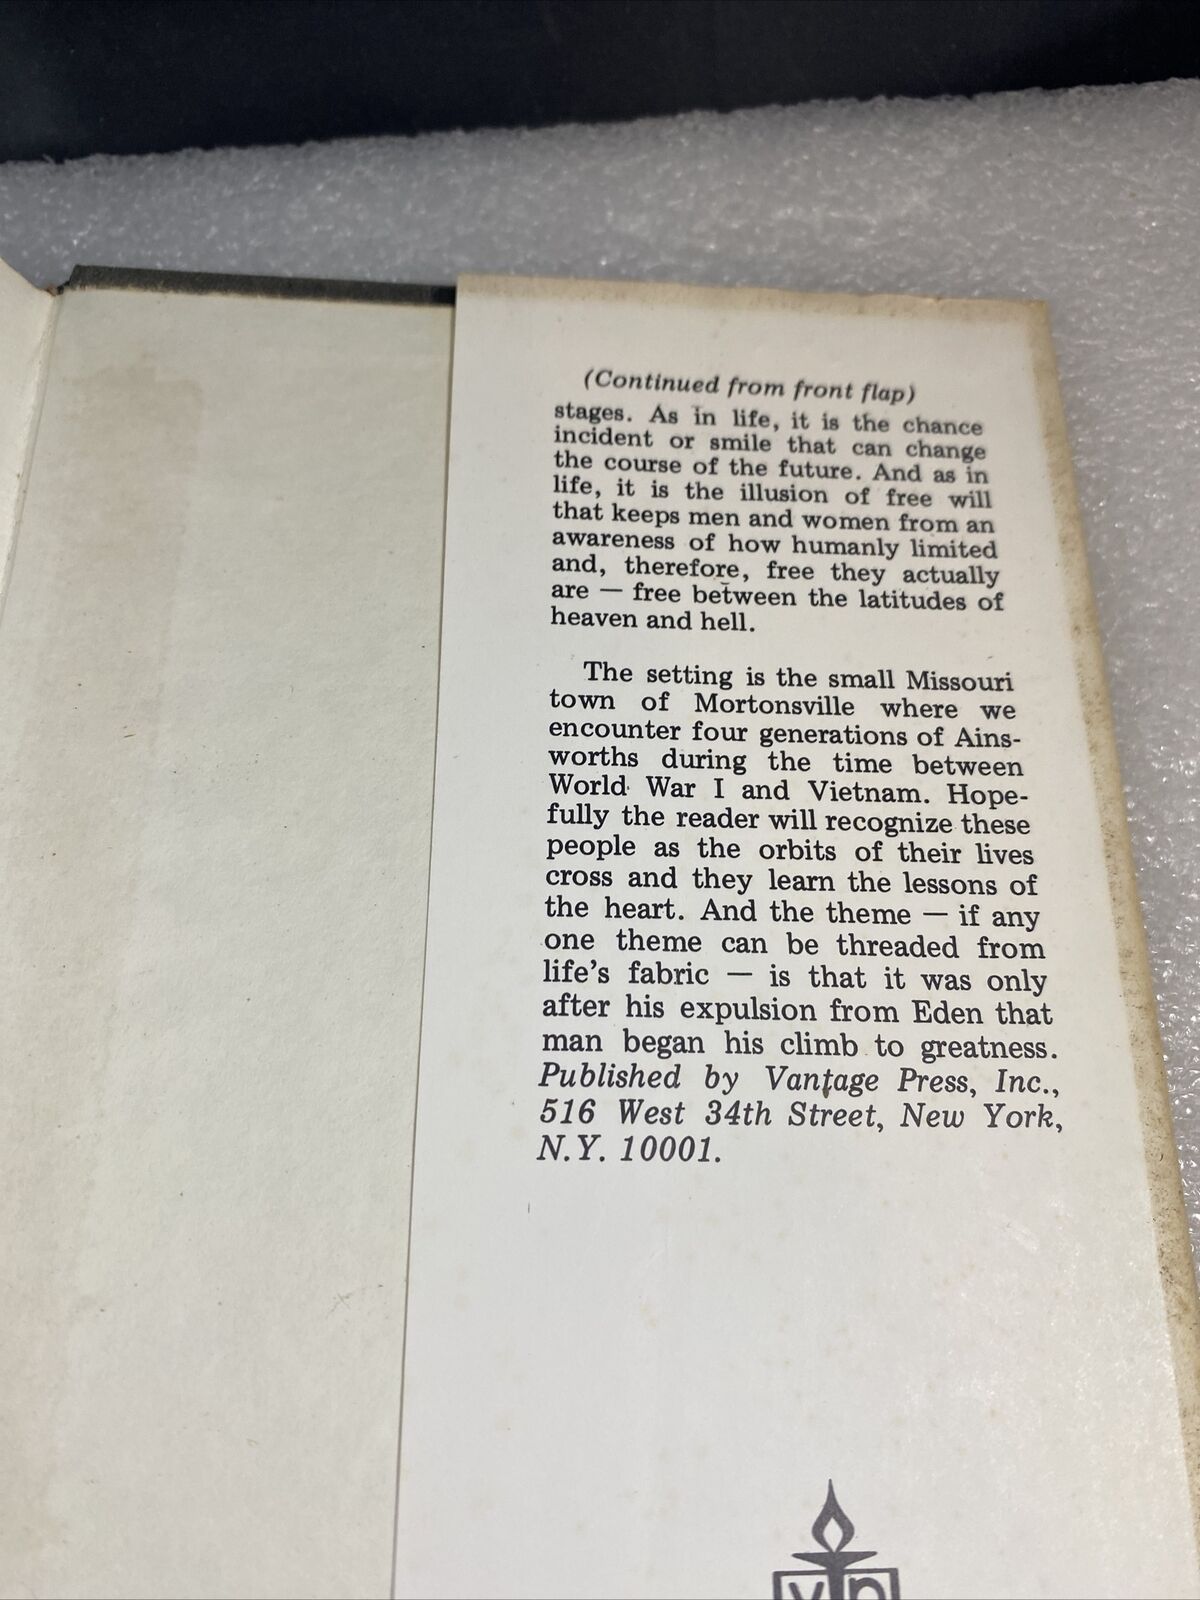 (Continued from front flap)
stages. As in life, it is the chance
incident or smile that can change
the course of the future. And as in
life, it is the illusion of free will
that keeps men and women from an
awareness of how humanly limited
and, therefore, free they actually
are — free between the latitudes of
heaven and hell.
The setting is the small Missouri
town of Mortonsville where we
encounter four generations of Ains-
worths during the time between
World War I and Vietnam. Hope-
fully the reader will recognize these
people as the orbits of their lives
cross and they learn the lessons of
the heart. And the theme — if any
one theme can be threaded from
life's fabric — is that it was only
after his expulsion from Eden that
man began his climb to greatness.
Published by Vantage Press, Inc.,
516 West 34th Street, New York,
N.Y. 10001.
vp